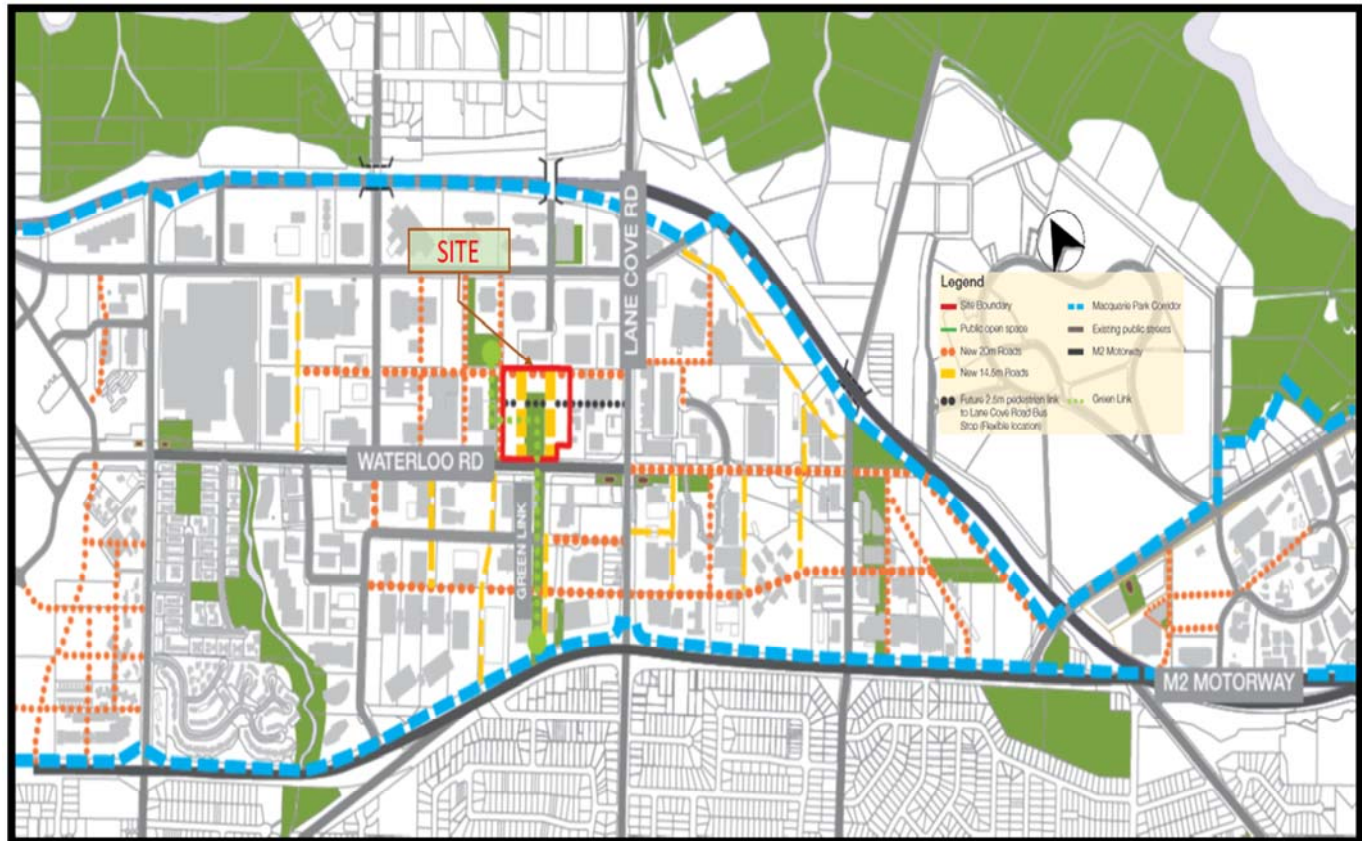 SITE
LANE COVE RD
WATERLOO RD
GREEN LINK
M2 MOTORWAY
Legend
Site Boundary
Public open space
New 20m Roads
New 14.5m Roads
Future 2.5m pedestrian link
to Lane Cove Road Bus
Stop (Flexible location)
Macquarie Park Corridor
Existing public streets
M2 Motorway
Green Link